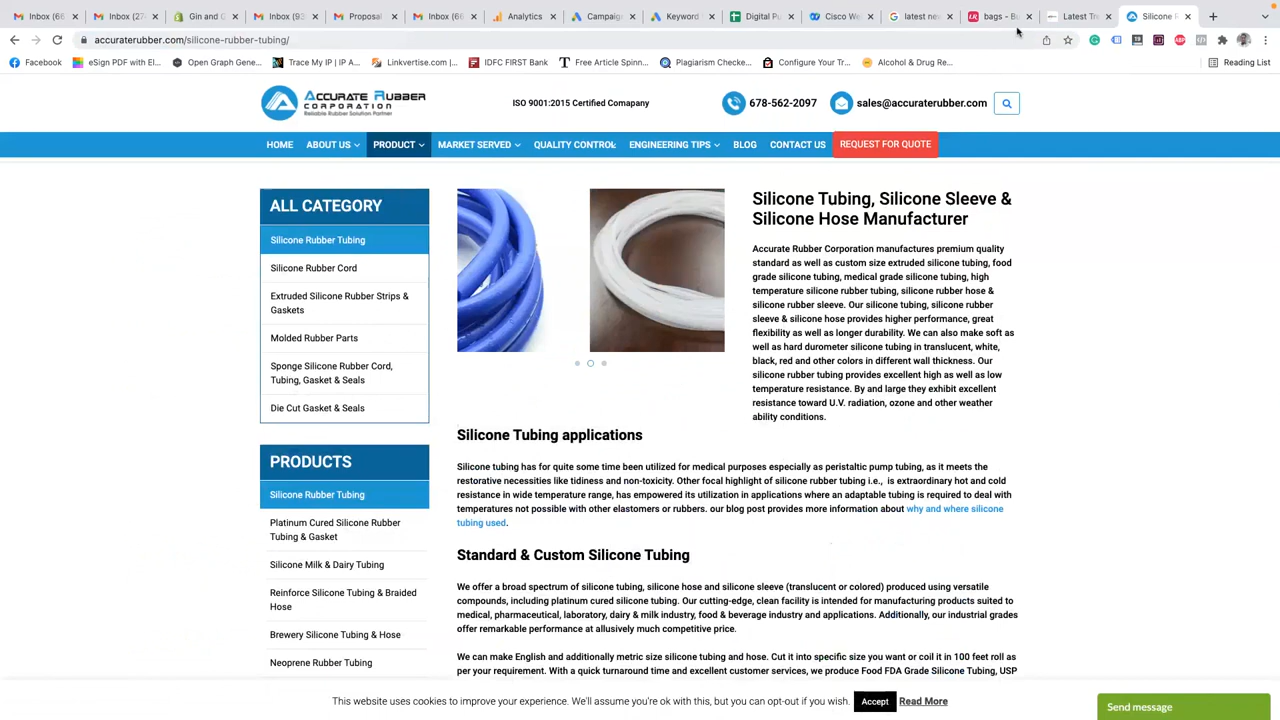 Inbox (66
Inbox (274
Gin and G
Inbox (93
Proposal
Inbox (66
Analytics
Campaign
Keyword
Digital Pu
Cisco We
latest ne
bags - B
Latest Tr
Silicone F
accuraterubber.com/silicone-rubber-tubing/
Facebook
eSign PDF with El...
Open Graph Gene...
Trace My IP | IP A...
Linkvertise.com |...
IDFC FIRST Bank
Free Article Spinn...
Plagiarism Checke...
Configure Your Tr...
Alcohol & Drug Re...
Reading List
ACCURATE RUBBER
CORPORATION
Reliable Rubber Solution Partner
ISO 9001:2015 Certified Comapany
678-562-2097
sales@accuraterubber.com
HOME ABOUT US PRODUCT MARKET SERVED QUALITY CONTROL ENGINEERING TIPS BLOG CONTACT US REQUEST FOR QUOTE
ALL CATEGORY
Silicone Rubber Tubing
Silicone Rubber Cord
Extruded Silicone Rubber Strips &
Gaskets
Molded Rubber Parts
Sponge Silicone Rubber Cord,
Tubing, Gasket & Seals
Die Cut Gasket & Seals
PRODUCTS
Silicone Rubber Tubing
Platinum Cured Silicone Rubber
Tubing & Gasket
Silicone Milk & Dairy Tubing
Reinforce Silicone Tubing & Braided
Hose
Brewery Silicone Tubing & Hose
Neoprene Rubber Tubing
Silicone Tubing, Silicone Sleeve &
Silicone Hose Manufacturer
Accurate Rubber Corporation manufactures premium quality
standard as well as custom size extruded silicone tubing, food
grade silicone tubing, medical grade silicone tubing, high
temperature silicone rubber tubing, silicone rubber hose &
silicone rubber sleeve. Our silicone tubing, silicone rubber
sleeve & silicone hose provides higher performance, great
flexibility as well as longer durability. We can also make soft as
well as hard durometer silicone tubing in translucent, white,
black, red and other colors in different wall thickness. Our
silicone rubber tubing provides excellent high as well as low
temperature resistance. By and large they exhibit excellent
resistance toward U.V. radiation, ozone and other weather
ability conditions.
Silicone Tubing applications
Silicone tubing has for quite some time been utilized for medical purposes especially as peristaltic pump tubing, as it meets the
restorative necessities like tidiness and non-toxicity. Other focal highlight of silicone rubber tubing i.e., is extraordinary hot and cold
resistance in wide temperature range, has empowered its utilization in applications where an adaptable tubing is required to deal with
temperatures not possible with other elastomers or rubbers. our blog post provides more information about why and where silicone
tubing used.
Standard & Custom Silicone Tubing
We offer a broad spectrum of silicone tubing, silicone hose and silicone sleeve (translucent or colored) produced using versatile
compounds, including platinum cured silicone tubing. Our cutting-edge, clean facility is intended for manufacturing products suited to
medical, pharmaceutical, laboratory, dairy & milk industry, food & beverage industry and applications. Additionally, our industrial grades
offer remarkable performance at allusively much competitive price.
We can make English and additionally metric size silicone tubing and hose. Cut it into specific size you want or coil it in 100 feet roll as
per your requirement. With a quick turnaround time and excellent customer services, we produce Food FDA Grade Silicone Tubing, USP
This website uses cookies to improve your experience. We'll assume you're ok with this, but you can opt-out if you wish. Accept Read More
Send message